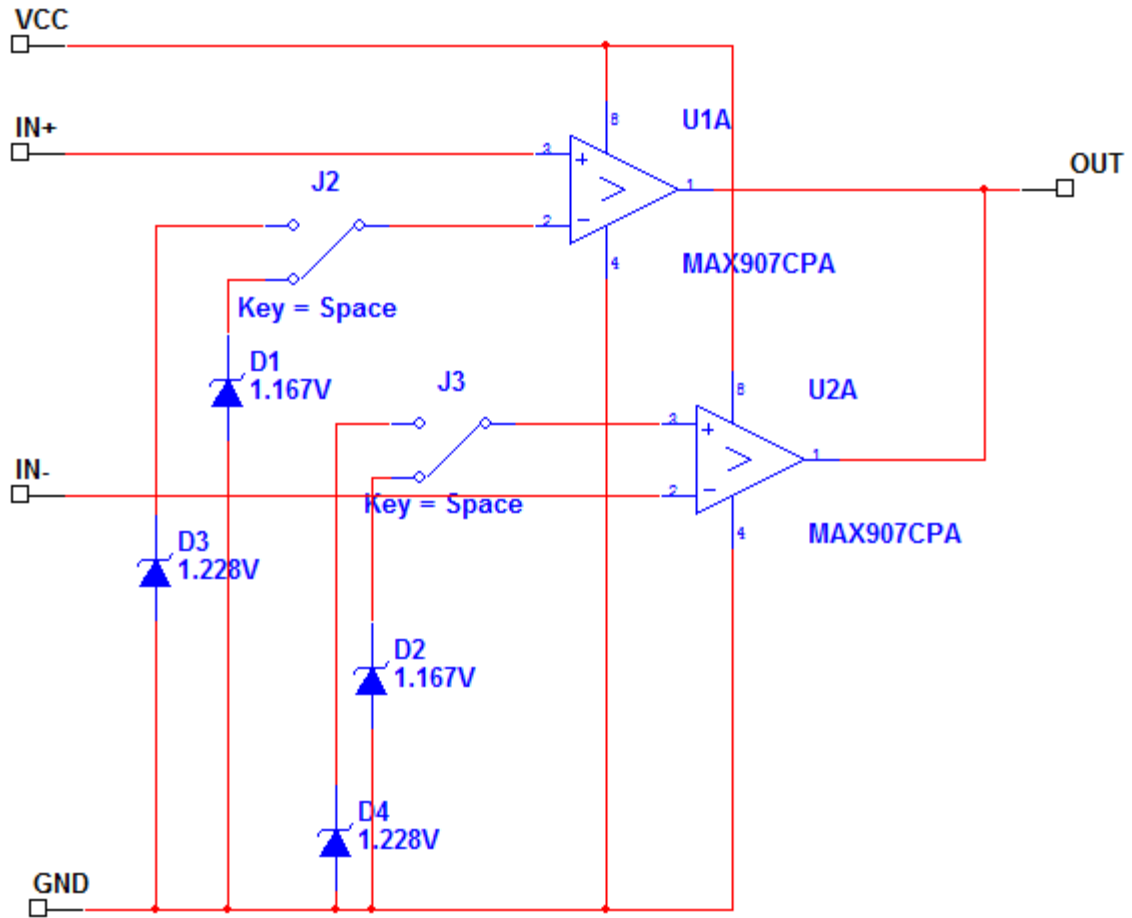 VCC
IN+
3
+
-
2
8
1
4
U1A
MAX907CPA
OUT
J2
Key = Space
D1
1.167V
J3
Key = Space
3
+
-
2
8
1
4
U2A
MAX907CPA
IN-
D3
1.228V
D2
1.167V
D4
1.228V
GND